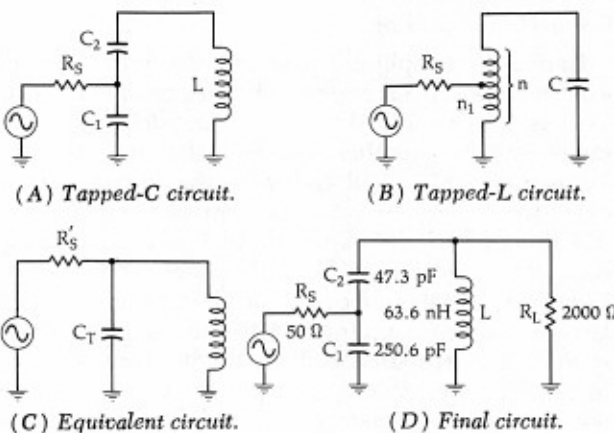 C2
RS
L
C1
(A) Tapped-C circuit.
RS
n1
n
C
(B) Tapped-L circuit.
R'S
CT
(C) Equivalent circuit.
C2 47.3 pF
RS
50 Ω
63.6 nH L
RL 2000 Ω
C1 250.6 pF
(D) Final circuit.